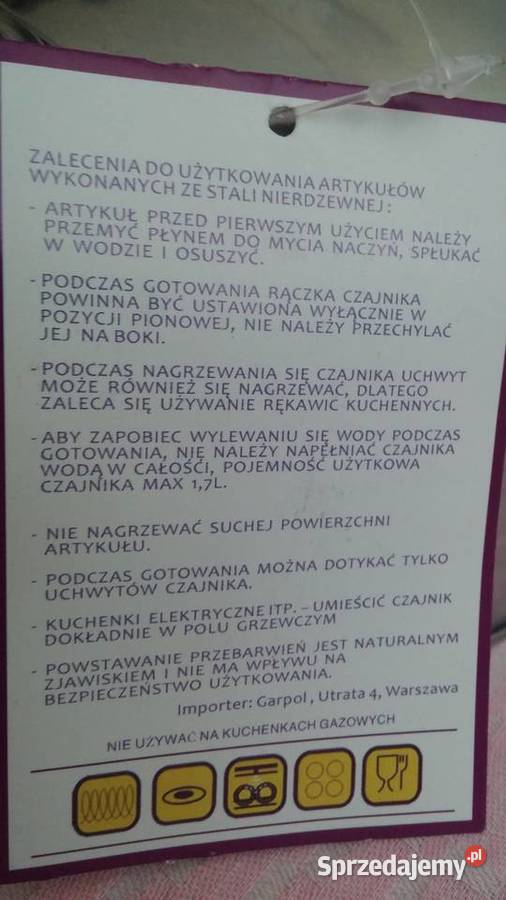 ZALECENIA DO UŻYTKOWANIA ARTYKUŁÓW
WYKONANYCH ZE STALI NIERDZEWNEJ:
- ARTYKUŁ PRZED PIERWSZYM UŻYCIEM NALEŻY
PRZEMYĆ PŁYNEM DO MYCIA NACZYŃ, SPŁUKAĆ
W WODZIE I OSUSZYĆ.
- PODCZAS GOTOWANIA RĄCZKA CZAJNIKA
POWINNA BYĆ USTAWIONA WYŁĄCZNIE W
POZYCJI PIONOWEJ, NIE NALEŻY PRZECHYLAĆ
JEJ NA BOKI.
- PODCZAS NAGRZEWANIA SIĘ CZAJNIKA UCHWYT
MOŻE RÓWNIEŻ SIĘ NAGRZEWAĆ, DLATEGO
ZALECA SIĘ UŻYWANIE RĘKAWIC KUCHENNYCH.
- ABY ZAPOBIEC WYLEWANIU SIĘ WODY PODCZAS
GOTOWANIA, NIE NALEŻY NAPEŁNIAĆ CZAJNIKA
WODĄ W CAŁOŚĆI, POJEMNOŚĆ UŻYTKOWA
CZAJNIKA MAX 1,7L.
- NIE NAGRZEWAĆ SUCHEJ POWIERZCHNI
ARTYKUŁU.
- PODCZAS GOTOWANIA MOŻNA DOTYKAĆ TYLKO
UCHWYTÓW CZAJNIKA.
- KUCHENKI ELEKTRYCZNE ITP. – UMIEŚCIĆ CZAJNIK
DOKŁADNIE W POLU GRZEWCZYM
- POWSTAWANIE PRZEBARWIEŃ JEST NATURALNYM
ZJAWISKIEM I NIE MA WPŁYWU NA
BEZPIECZEŃSTWO UŻYTKOWANIA.
Importer: Garpol, Utrata 4, Warszawa
NIE UŻYWAĆ NA KUCHENKACH GAZOWYCH
Sprzedajemy.pl